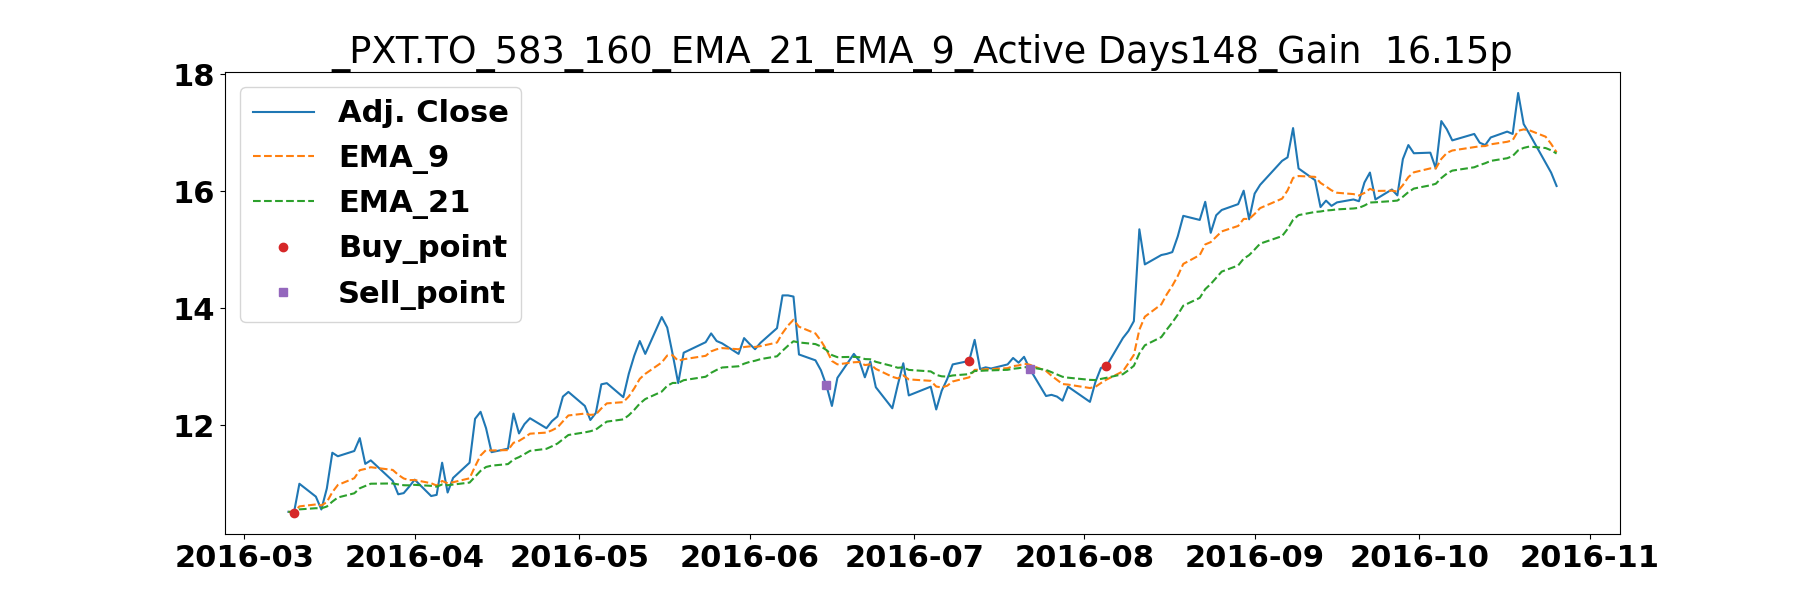 _PXT.TO_583_160_EMA_21_EMA_9_Active Days148_Gain  16.15p
18
16
14
12
Adj. Close
EMA_9
EMA_21
Buy_point
Sell_point
2016-03 2016-04 2016-05 2016-06 2016-07 2016-08 2016-09 2016-10 2016-11